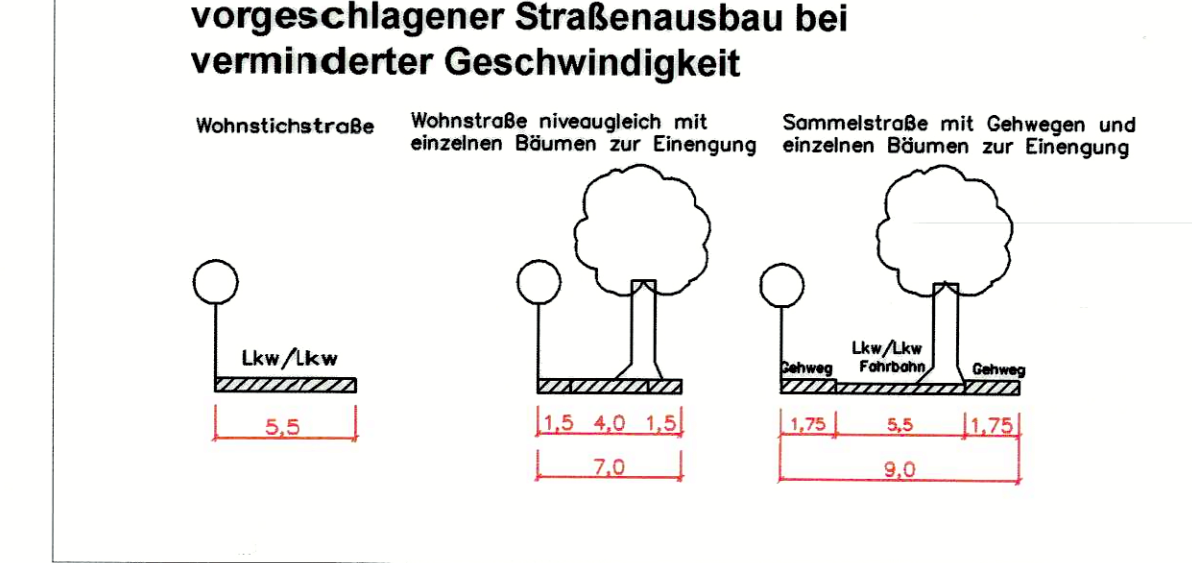 vorgeschlagener Straßenausbau bei
verminderter Geschwindigkeit
Wohnstichstraße
Wohnstraße niveaugleich mit
einzelnen Bäumen zur Einengung
Sammelstraße mit Gehwegen und
einzelnen Bäumen zur Einengung
Lkw/Lkw
5,5
1,5 4,0 1,5
7,0
Gehweg
Lkw/Lkw
Fahrbahn
Gehweg
1,75 5,5 1,75
9,0